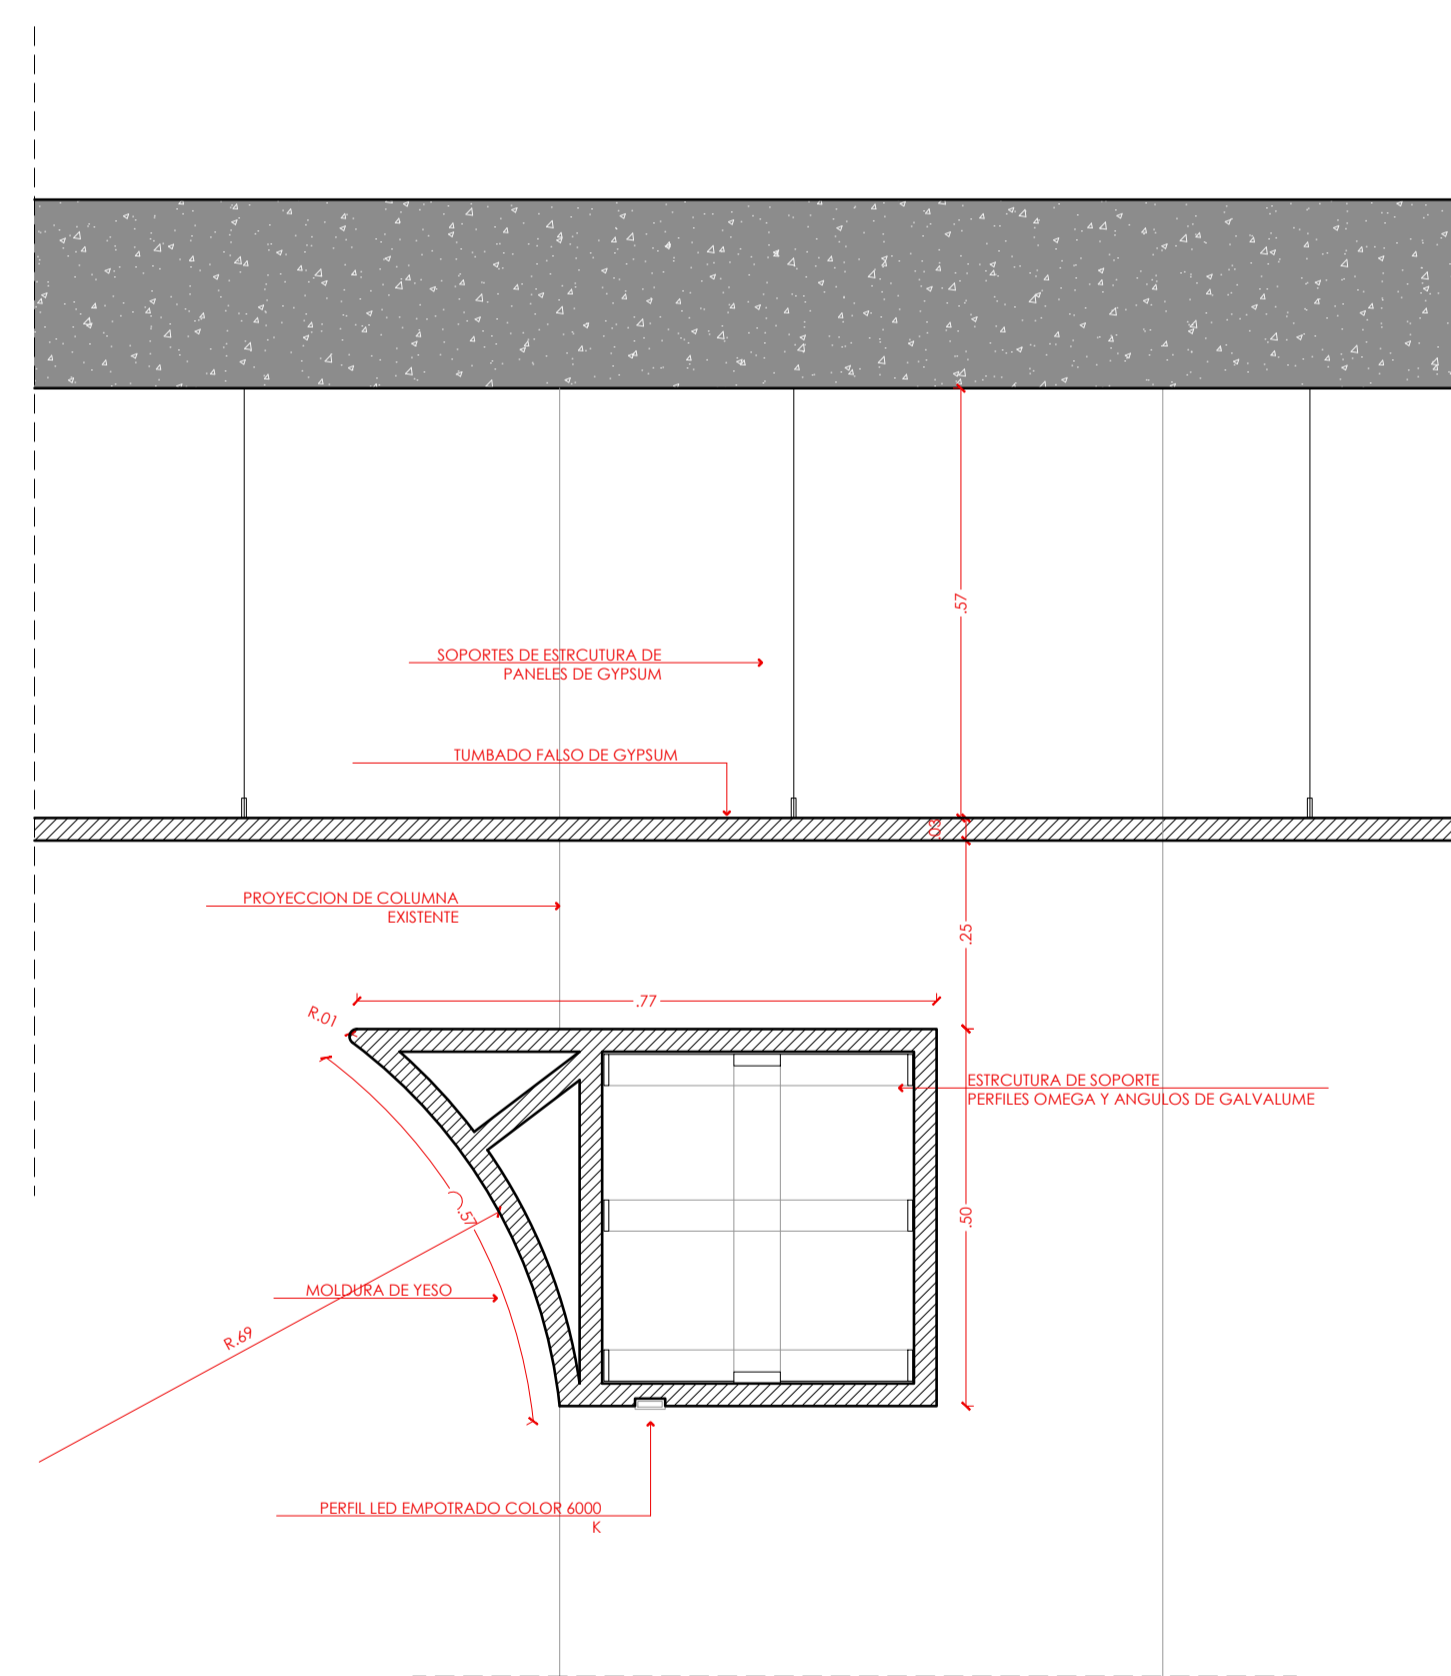 .57
SOPORTES DE ESTRCUTURA DE
PANELES DE GYPSUM
TUMBADO FALSO DE GYPSUM
.03
PROYECCION DE COLUMNA
EXISTENTE
.25
.77
R.01
ESTRCUTURA DE SOPORTE
PERFILES OMEGA Y ANGULOS DE GALVALUME
.57
.50
MOLDURA DE YESO
R.69
PERFIL LED EMPOTRADO COLOR 6000
K